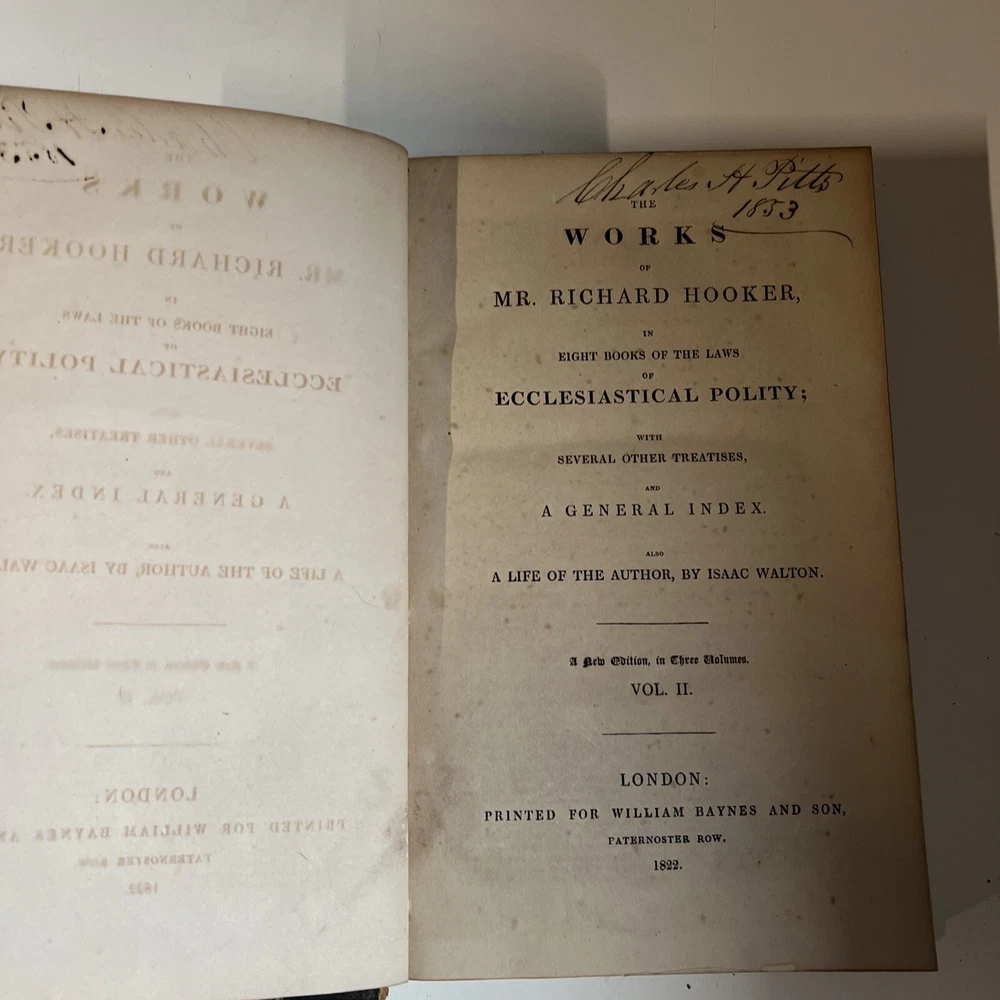 Charles H Pitts
1853
THE
WORKS
OF
MR. RICHARD HOOKER,
IN
EIGHT BOOKS OF THE LAWS
OF
ECCLESIASTICAL POLITY;
WITH
SEVERAL OTHER TREATISES,
AND
A GENERAL INDEX.
ALSO
A LIFE OF THE AUTHOR, BY ISAAC WALTON.
A New Edition, in Three Volumes.
VOL. II.
LONDON:
PRINTED FOR WILLIAM BAYNES AND SON,
PATERNOSTER ROW.
1822.